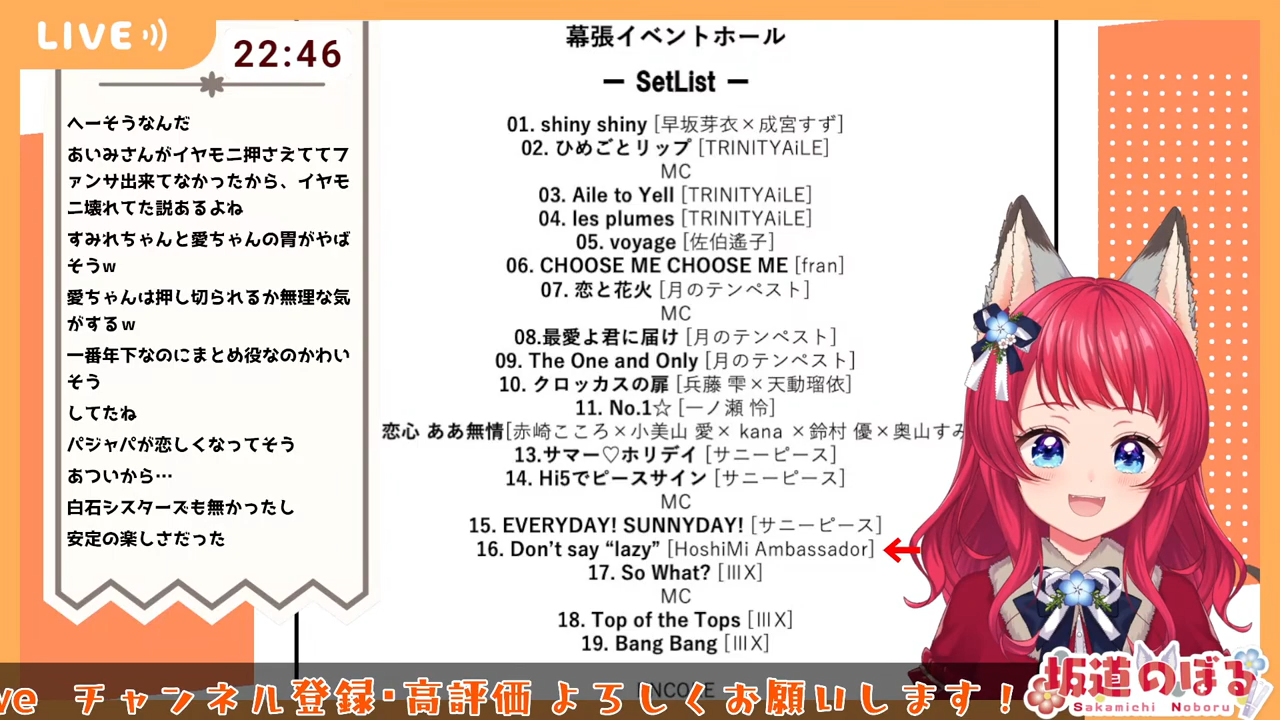 LIVE
22:46
へーそうなんだ
あいみさんがイヤモニ押さえててフ
ァンサ出来てなかったから、イヤモ
ニ壊れてた説あるよね
すみれちゃんと愛ちゃんの胃がやば
そうw
愛ちゃんは押し切られるか無理な気
がするw
一番年下なのにまとめ役なのかわい
そう
してたね
パジャパが恋しくなってそう
あついから…
白石シスターズも無かったし
安定の楽しさだった
幕張イベントホール
ー SetList ー
01. shiny shiny [早坂芽衣×成宮すず]
02. ひめごとリップ [TRINITYAiLE]
MC
03. Aile to Yell [TRINITYAiLE]
04. les plumes [TRINITYAiLE]
05. voyage [佐伯遙子]
06. CHOOSE ME CHOOSE ME [fran]
07. 恋と花火 [月のテンペスト]
MC
08.最愛よ君に届け [月のテンペスト]
09. The One and Only [月のテンペスト]
10. クロッカスの扉 [兵藤 雫×天動瑠依]
11. No.1☆ [一ノ瀬 怜]
恋心 ああ無情[赤崎こころ×小美山 愛× kana ×鈴村 優×奥山すみ
13.サマー♡ホリデイ [サニーピース]
14. Hi5でピースサイン [サニーピース]
MC
15. EVERYDAY! SUNNYDAY! [サニーピース]
16. Don't say “lazy” [HoshiMi Ambassador]
17. So What? [ⅢX]
MC
18. Top of the Tops [ⅢX]
19. Bang Bang [ⅢX]
ENCORE
ve チャンネル登録・高評価 よろしくお願いします！
坂道のぼる
Sakamichi Noboru